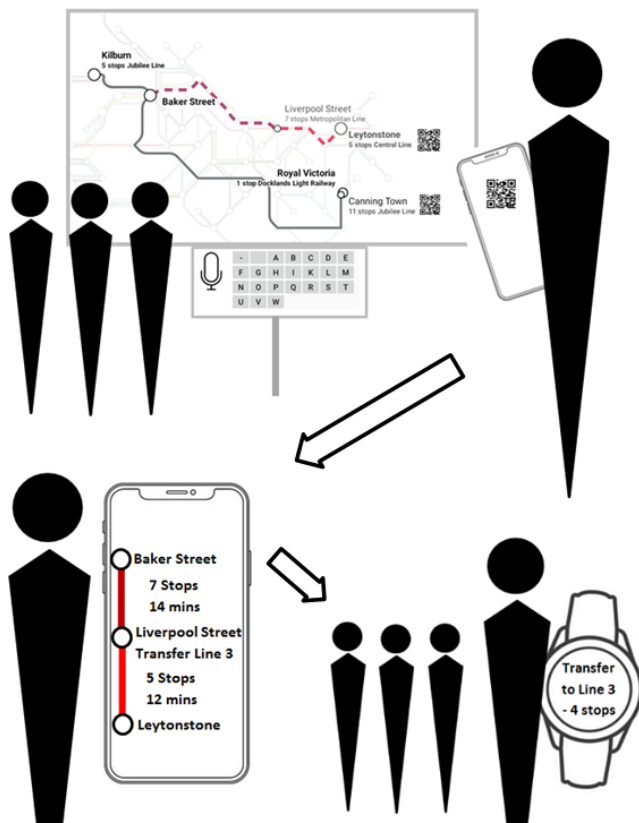 Kilburn
5 stops Jubilee Line
Baker Street
Liverpool Street
7 stops Metropolitan Line
Leytonstone
5 stops Central Line
Royal Victoria
1 stop Docklands Light Railway
Canning Town
11 stops Jubilee Line
- A B C D E
F G H I K L M
N O P Q R S T
U V W
Baker Street
7 Stops
14 mins
Liverpool Street
Transfer Line 3
5 Stops
12 mins
Leytonstone
Transfer
to Line 3
- 4 stops